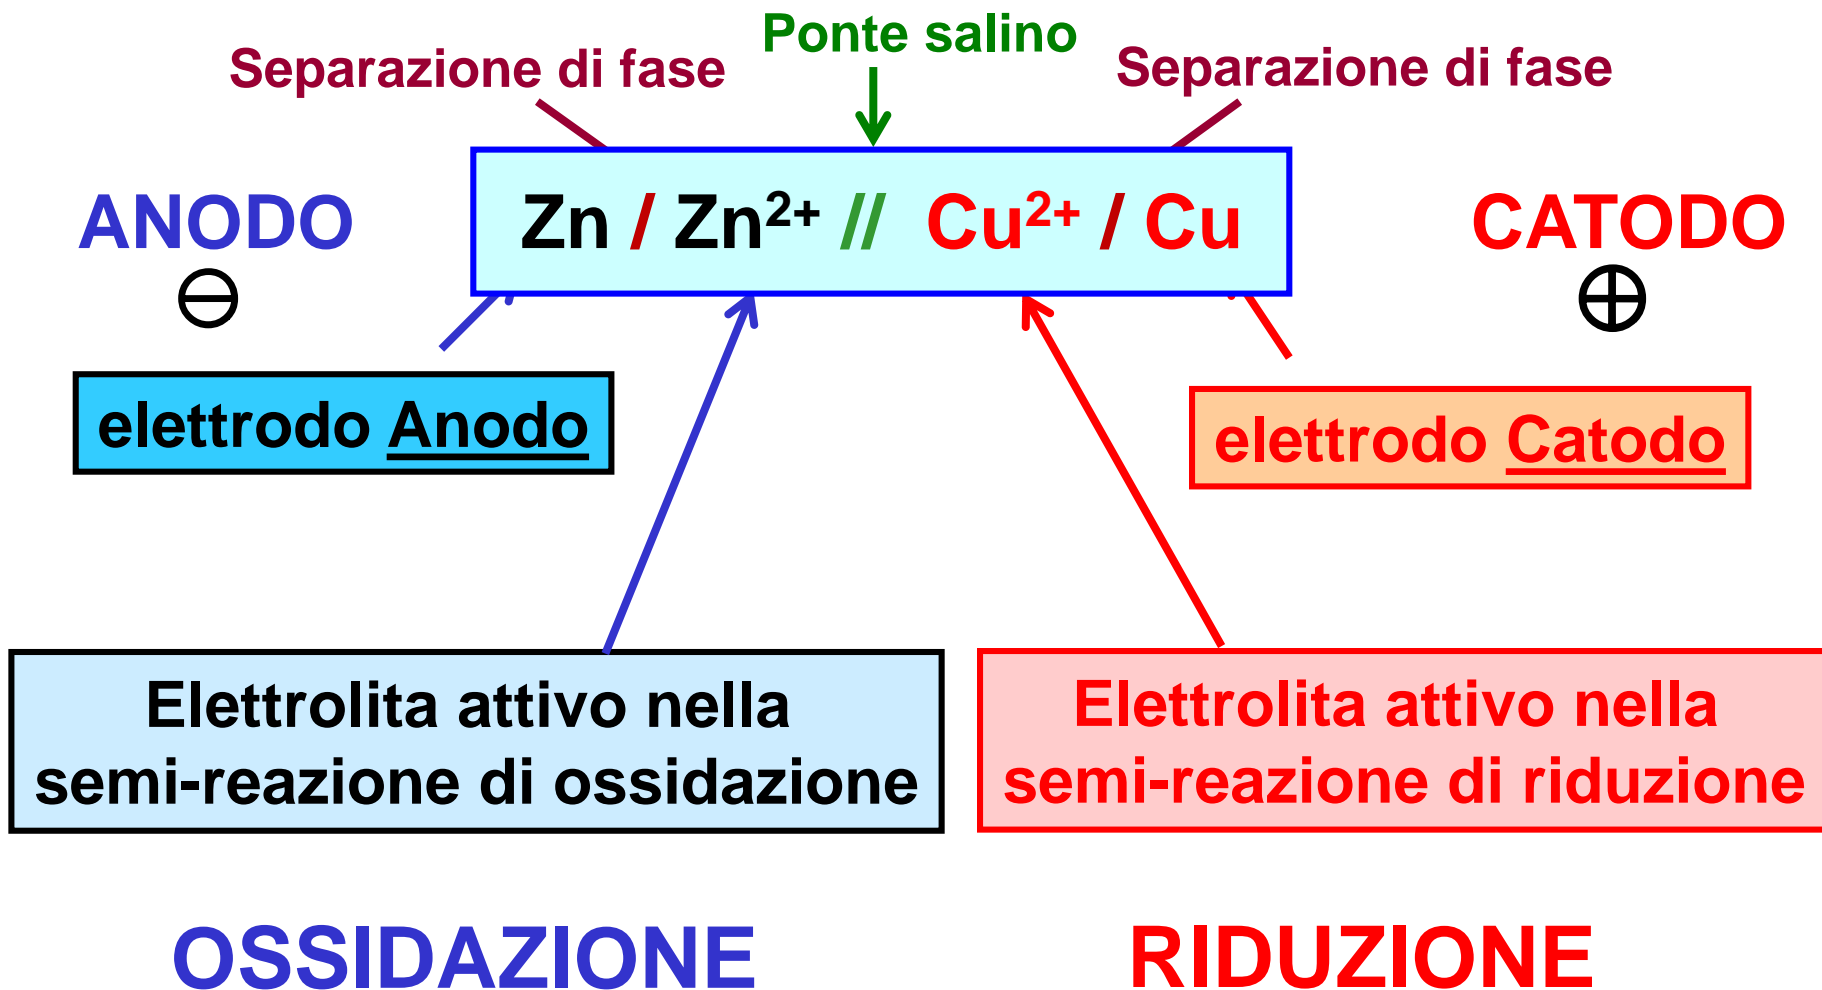 Ponte salino
Separazione di fase
Separazione di fase
ANODO
Zn / Zn²⁺ // Cu²⁺ / Cu
CATODO
elettrodo Anodo
elettrodo Catodo
Elettrolita attivo nella
semi-reazione di ossidazione
Elettrolita attivo nella
semi-reazione di riduzione
OSSIDAZIONE
RIDUZIONE